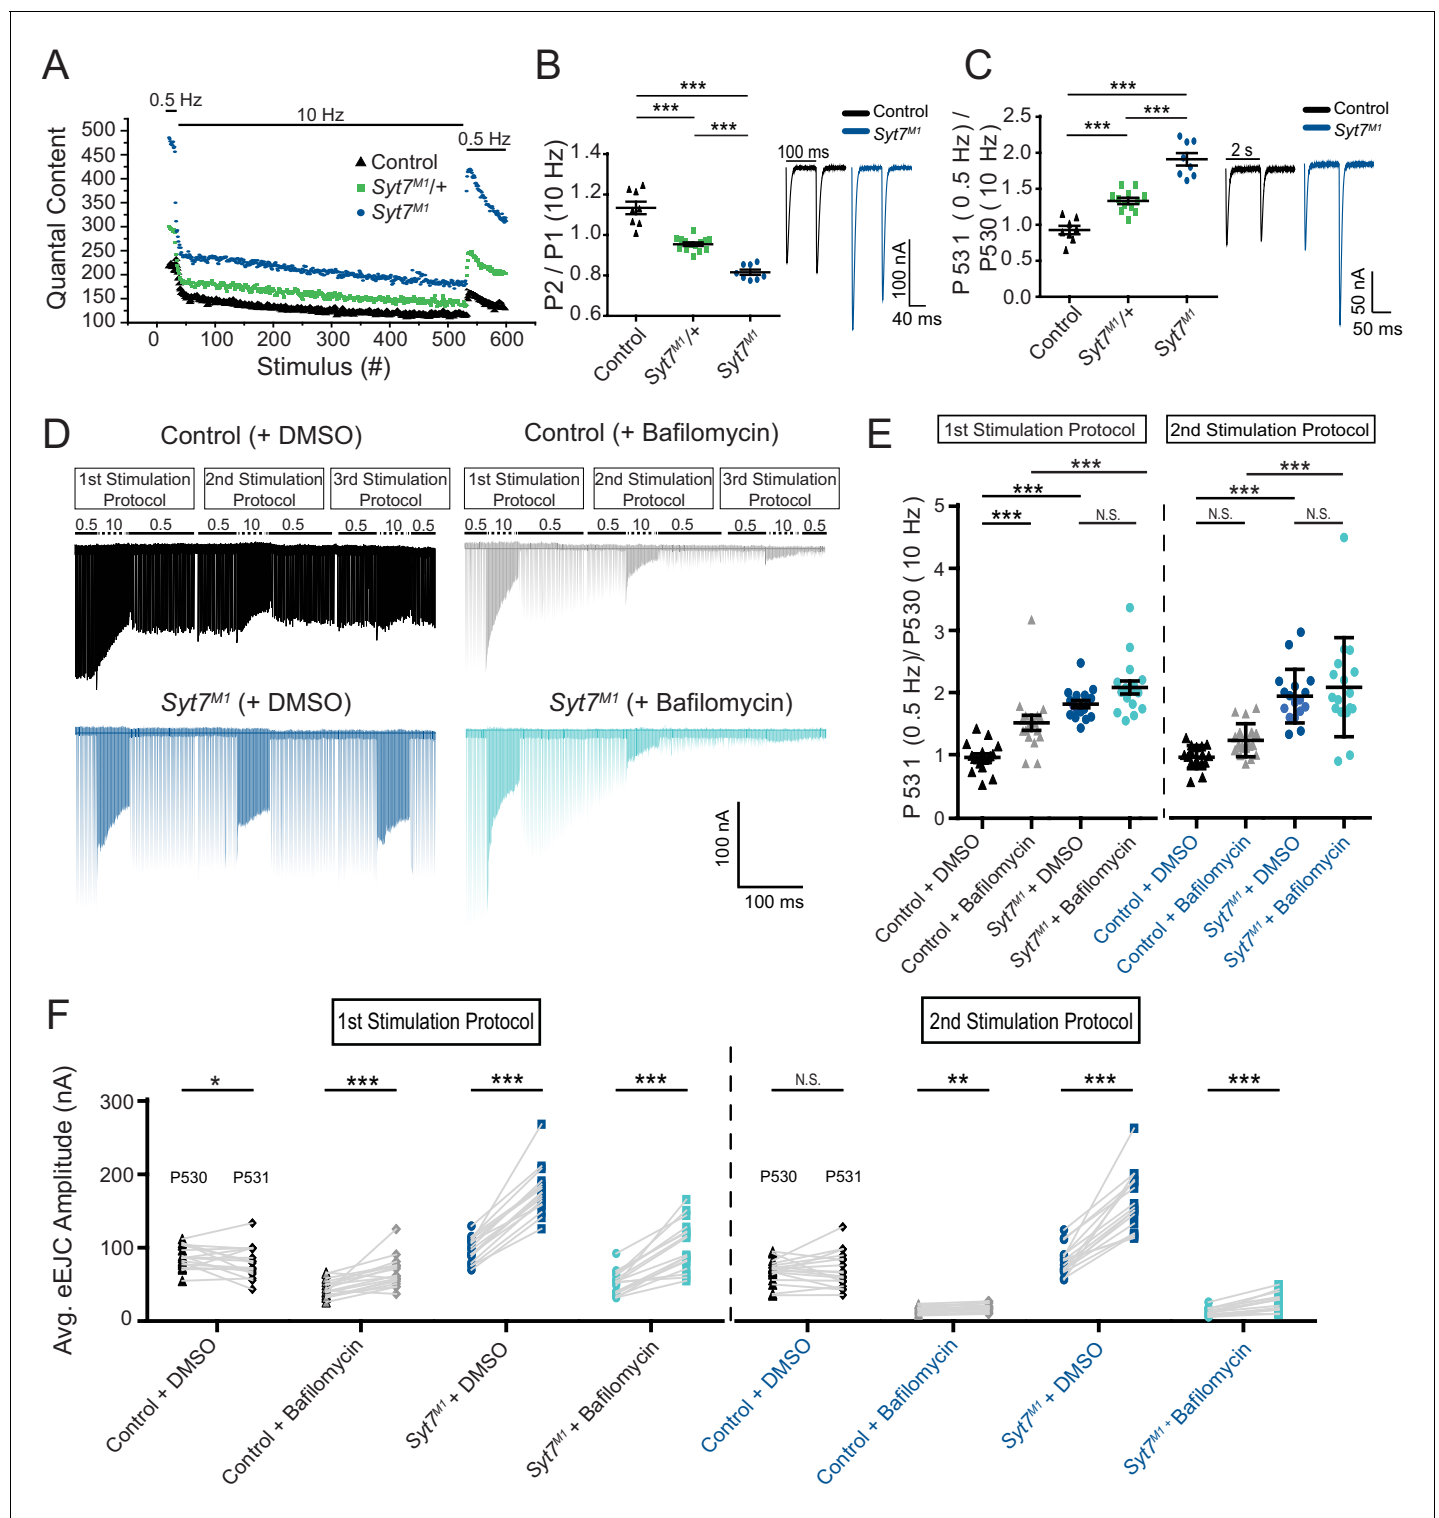 A
0.5 Hz
10 Hz
0.5 Hz
Quantal Content
500
450
400
350
300
250
200
150
100
Control
Syt7M1/+
Syt7M1
0 100 200 300 400 500 600
Stimulus (#)
B
***
***
***
P2 / P1 (10 Hz)
1.4
1.2
1.0
0.8
0.6
Control
Syt7M1/+
Syt7M1
Control
Syt7M1
100 ms
100 nA
40 ms
C
***
***
***
P531 (0.5 Hz) / P530 (10 Hz)
2.5
2.0
1.5
1.0
0.5
0.0
Control
Syt7M1/+
Syt7M1
Control
Syt7M1
2 s
50 nA
50 ms
D
Control (+ DMSO)
1st Stimulation Protocol
2nd Stimulation Protocol
3rd Stimulation Protocol
0.5 10 0.5 0.5 10 0.5 0.5 10 0.5
Control (+ Bafilomycin)
1st Stimulation Protocol
2nd Stimulation Protocol
3rd Stimulation Protocol
0.5 10 0.5 0.5 10 0.5 0.5 10 0.5
Syt7M1 (+ DMSO)
Syt7M1 (+ Bafilomycin)
100 nA
100 ms
E
1st Stimulation Protocol
2nd Stimulation Protocol
***
***
***
N.S.
***
***
N.S.
N.S.
P531 (0.5 Hz)/ P530 (10 Hz)
5
4
3
2
1
0
Control + DMSO
Control + Bafilomycin
Syt7M1 + DMSO
Syt7M1 + Bafilomycin
Control + DMSO
Control + Bafilomycin
Syt7M1 + DMSO
Syt7M1 + Bafilomycin
F
1st Stimulation Protocol
2nd Stimulation Protocol
* *** *** *** N.S. ** *** ***
Avg. eEJC Amplitude (nA)
300
200
100
0
P530 P531
P530 P531
Control + DMSO
Control + Bafilomycin
Syt7M1 + DMSO
Syt7M1 + Bafilomycin
Control + DMSO
Control + Bafilomycin
Syt7M1 + DMSO
Syt7M1 + Bafilomycin